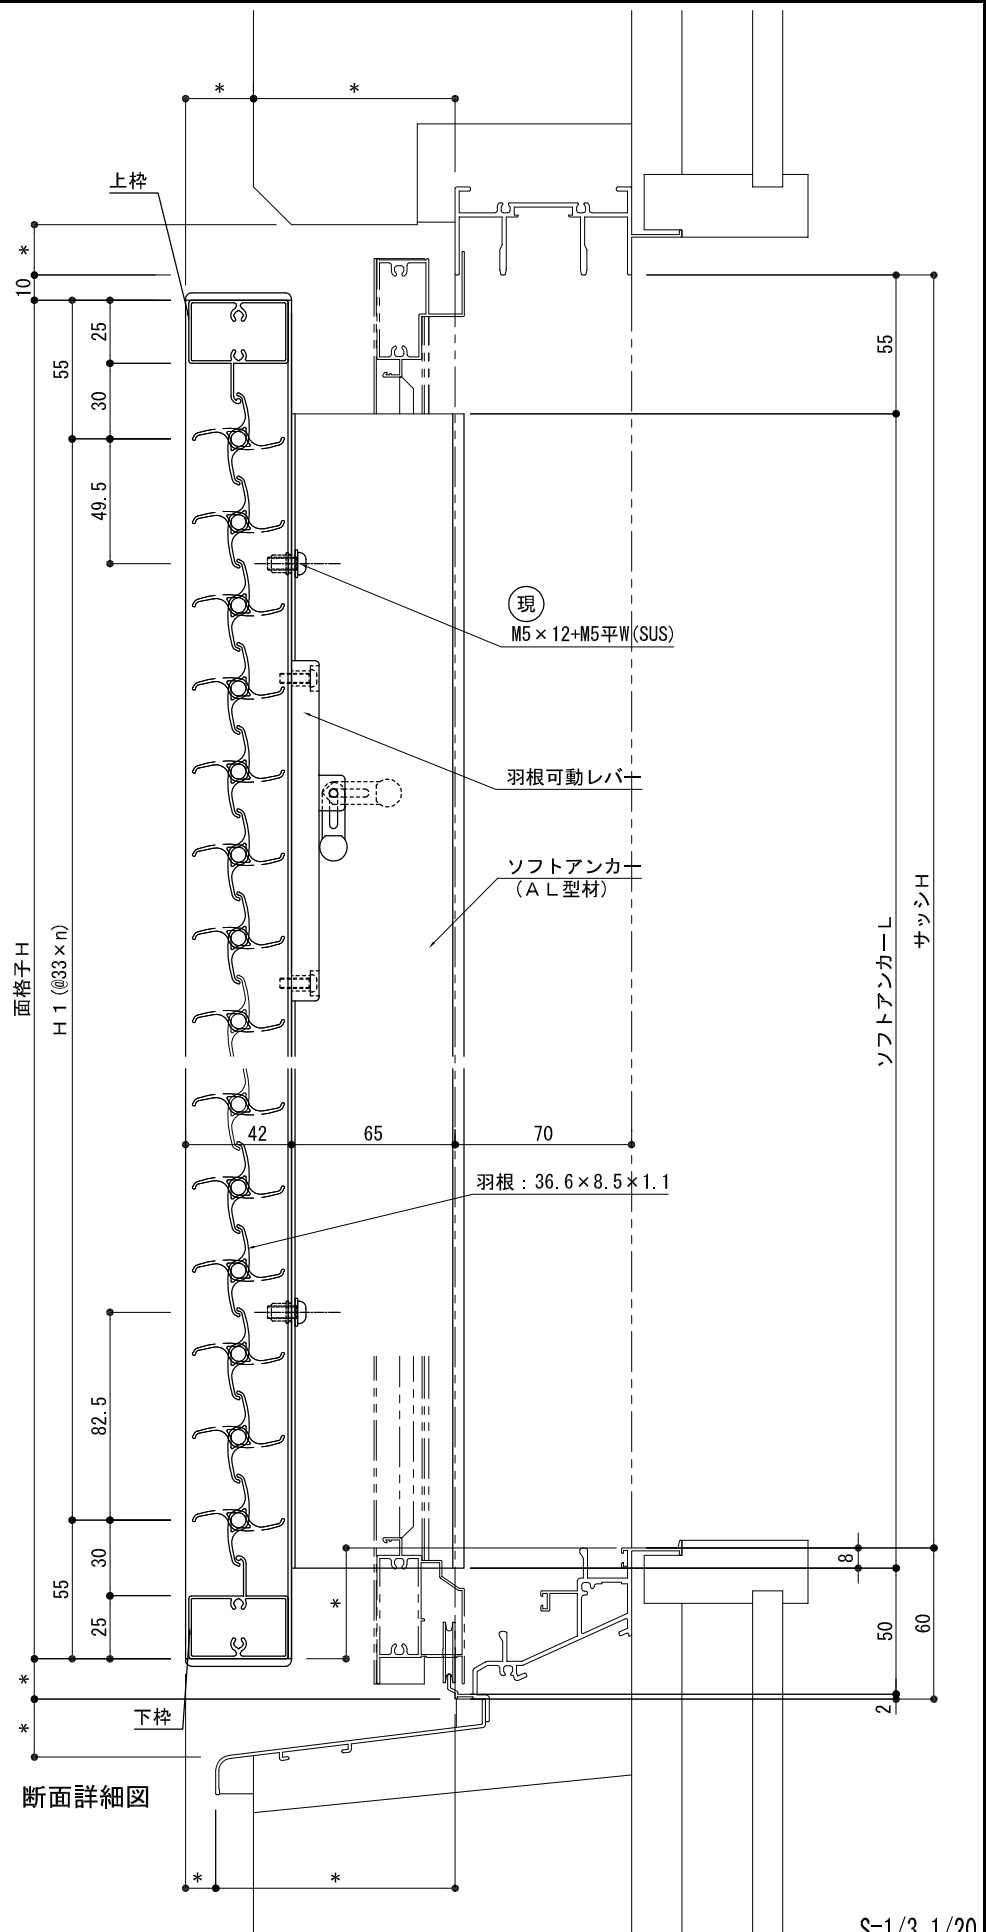 *
*
上枠
*
10
25
55
30
55
49.5
現
M5×12+M5平W(SUS)
羽根可動レバー
ソフトアンカー
(AL型材)
サッシH
ソフトアンカーL
面格子H
H1(@33×n)
42
65
70
羽根：36.6×8.5×1.1
82.5
30
55
25
*
8
50
60
2
*
*
下枠
断面詳細図
*
*
S=1/3,1/20